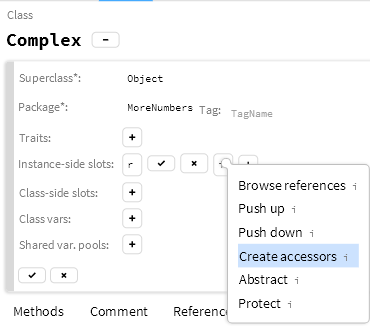 Class
Complex
Superclass*: Object
Package*: MoreNumbers Tag: TagName
Traits:
Instance-side slots: r
Class-side slots:
Class vars:
Shared var. pools:
Browse references i
Push up i
Push down i
Create accessors i
Abstract i
Protect i
Methods Comment